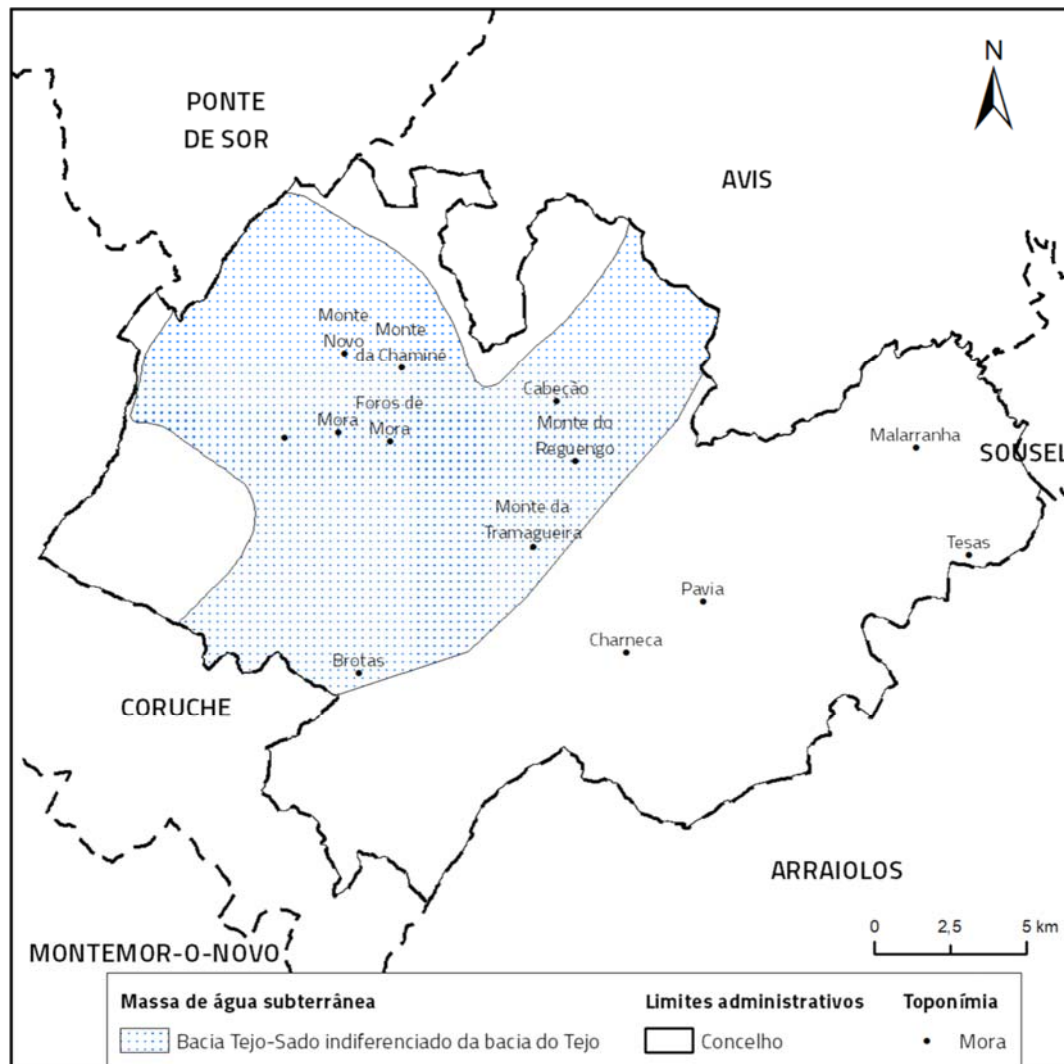 N
PONTE
DE SOR
AVIS
Monte
Novo
Monte
da Chaminé
Cabeção
Foros de
Mora
Mora
Monte do
Reguengo
Malarranha
SOUSEL
Monte da
Tramagueira
Tesas
Pavia
Charneca
Brotas
CORUCHE
ARRAIOLOS
MONTEMOR-O-NOVO
0 2,5 5 km
Massa de água subterrânea
Bacia Tejo-Sado indiferenciado da bacia do Tejo
Limites administrativos
Concelho
Toponímia
Mora